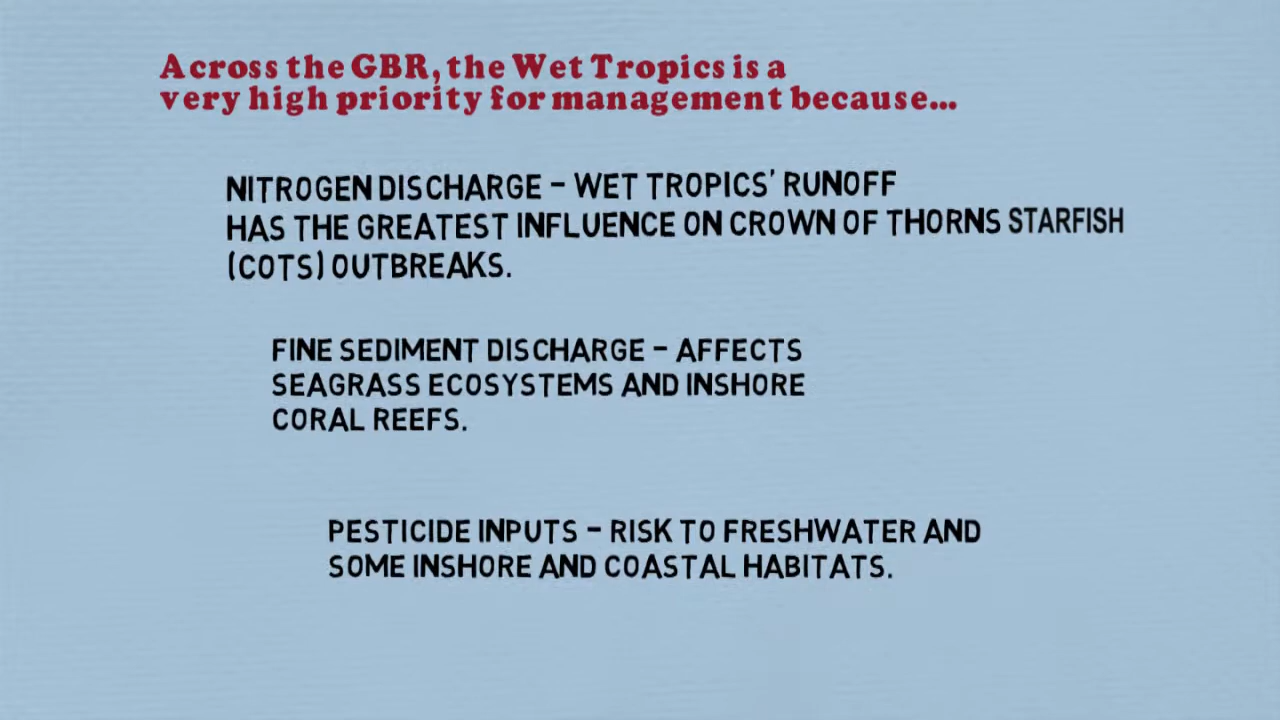 Across the GBR, the Wet Tropics is a
very high priority for management because...
NITROGEN DISCHARGE – WET TROPICS' RUNOFF
HAS THE GREATEST INFLUENCE ON CROWN OF THORNS STARFISH
(COTS) OUTBREAKS.
FINE SEDIMENT DISCHARGE – AFFECTS
SEAGRASS ECOSYSTEMS AND INSHORE
CORAL REEFS.
PESTICIDE INPUTS – RISK TO FRESHWATER AND
SOME INSHORE AND COASTAL HABITATS.